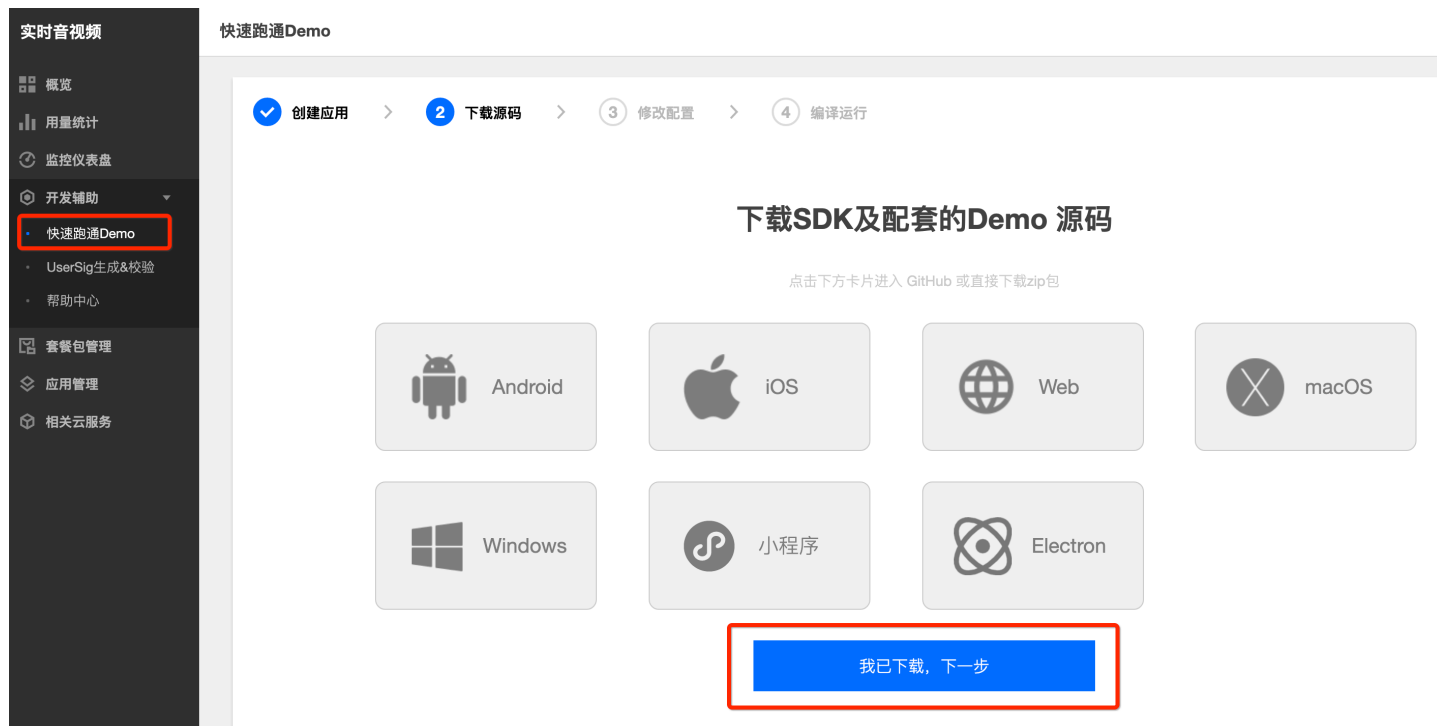 实时音视频
快速跑通Demo
概览
用量统计
监控仪表盘
开发辅助
快速跑通Demo
UserSig生成&校验
帮助中心
套餐包管理
应用管理
相关云服务
创建应用
2 下载源码
3 修改配置
4 编译运行
下载SDK及配套的Demo 源码
点击下方卡片进入 GitHub 或直接下载zip包
Android
iOS
Web
macOS
Windows
小程序
Electron
我已下载，下一步